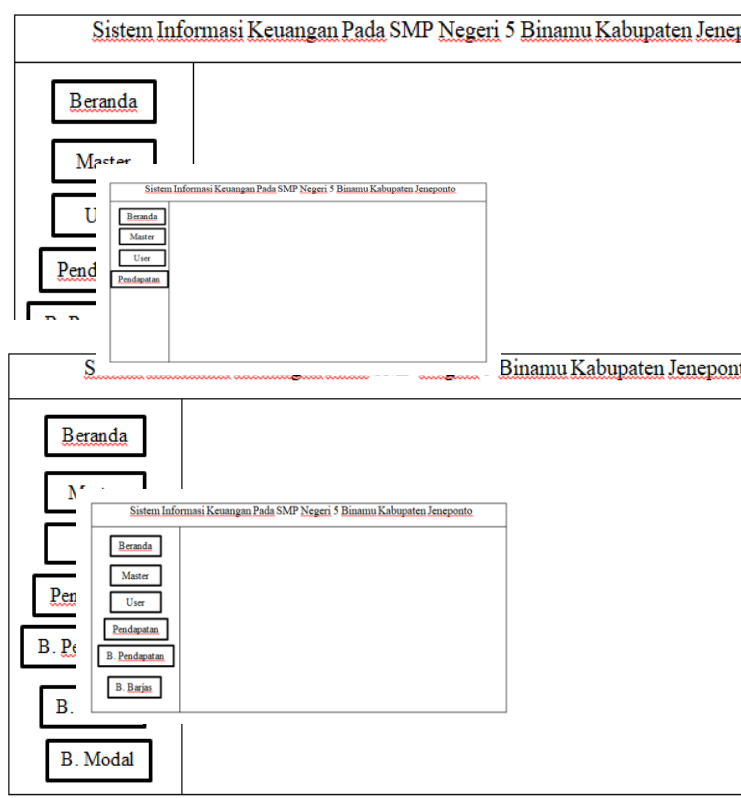 Sistem Informasi Keuangan Pada SMP Negeri 5 Binamu Kabupaten
Beranda
Master
Sistem Informasi Keuangan Pada SMP Negeri 5 Binamu Kabupaten Jeneponto
Beranda
Master
User
Pendapatan
Binamu Kabupaten
Beranda
Sistem Informasi Keuangan Pada SMP Negeri 5 Binamu Kabupaten Jeneponto
Beranda
Master
User
Pendapatan
B. Pendapatan
B. Barjas
B.
B. Modal